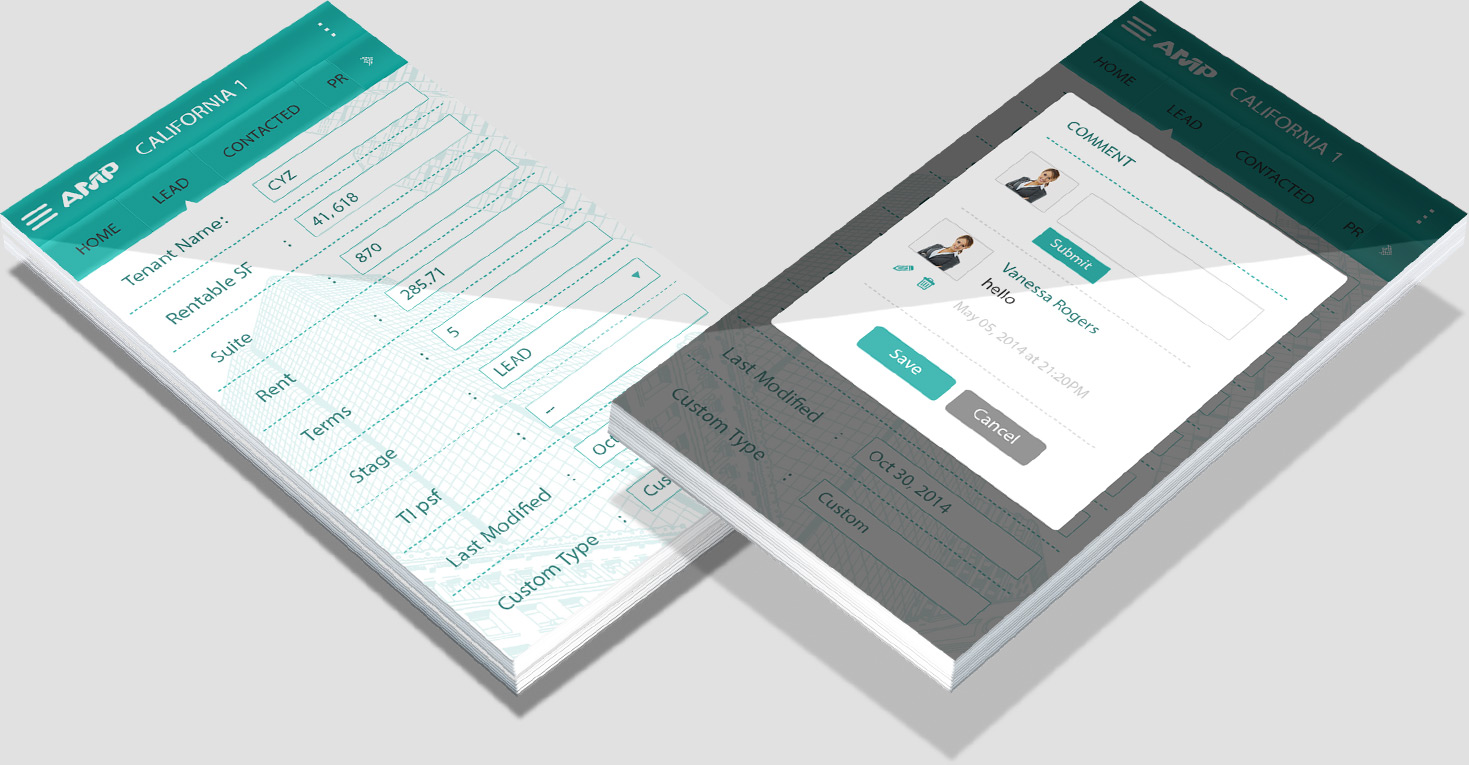 AMP CALIFORNIA 1
HOME LEAD CONTACTED PR
Tenant Name: CYZ
Rentable SF : 41,618
Suite : 870
Rent : 285.71
Terms : 5
Stage : LEAD
TI psf : –
Last Modified : Oc
Custom Type : Cus
AMP CALIFORNIA 1
HOME LEAD CONTACTED PR
COMMENT
Submit
Vanessa Rogers
hello
May 05, 2014 at 21:20PM
Save Cancel
Last Modified : Oct 30, 2014
Custom Type : Custom